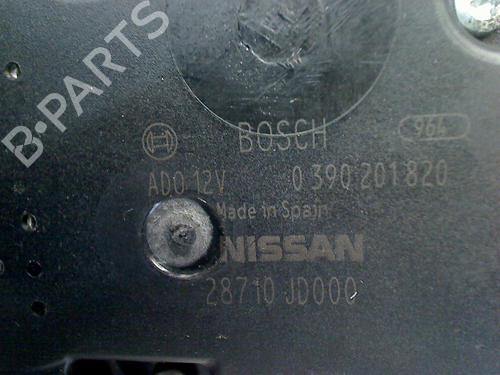 B-PARTS
BOSCH 964
ADO 12V 0 390 201 820
Made in Spain
NISSAN
28710 JD000